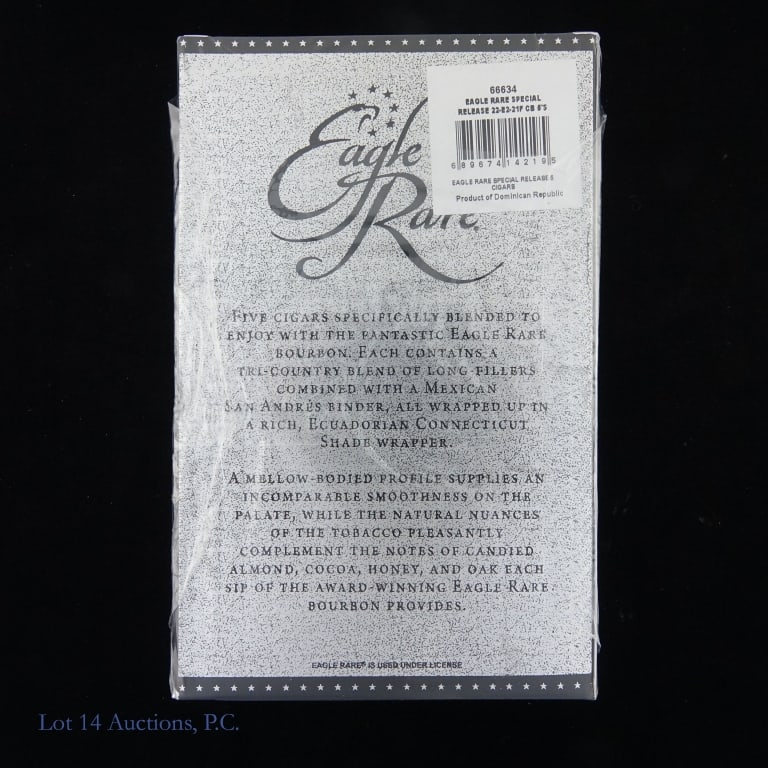 66634
EAGLE RARE SPECIAL
RELEASE 22-E2-21F CB 5'S
6 89674 14219 5
EAGLE RARE SPECIAL RELEASE 5
CIGARS
Product of Dominican Republic
Eagle
Rare
FIVE CIGARS SPECIFICALLY BLENDED TO
ENJOY WITH THE FANTASTIC EAGLE RARE
BOURBON. EACH CONTAINS A
TRI-COUNTRY BLEND OF LONG-FILLERS
COMBINED WITH A MEXICAN
SAN ANDRÉS BINDER, ALL WRAPPED UP IN
A RICH, ECUADORIAN CONNECTICUT
SHADE WRAPPER.
A MELLOW-BODIED PROFILE SUPPLIES AN
INCOMPARABLE SMOOTHNESS ON THE
PALATE, WHILE THE NATURAL NUANCES
OF THE TOBACCO PLEASANTLY
COMPLEMENT THE NOTES OF CANDIED
ALMOND, COCOA, HONEY, AND OAK EACH
SIP OF THE AWARD-WINNING EAGLE RARE
BOURBON PROVIDES.
EAGLE RARE® IS USED UNDER LICENSE
Lot 14 Auctions, P.C.